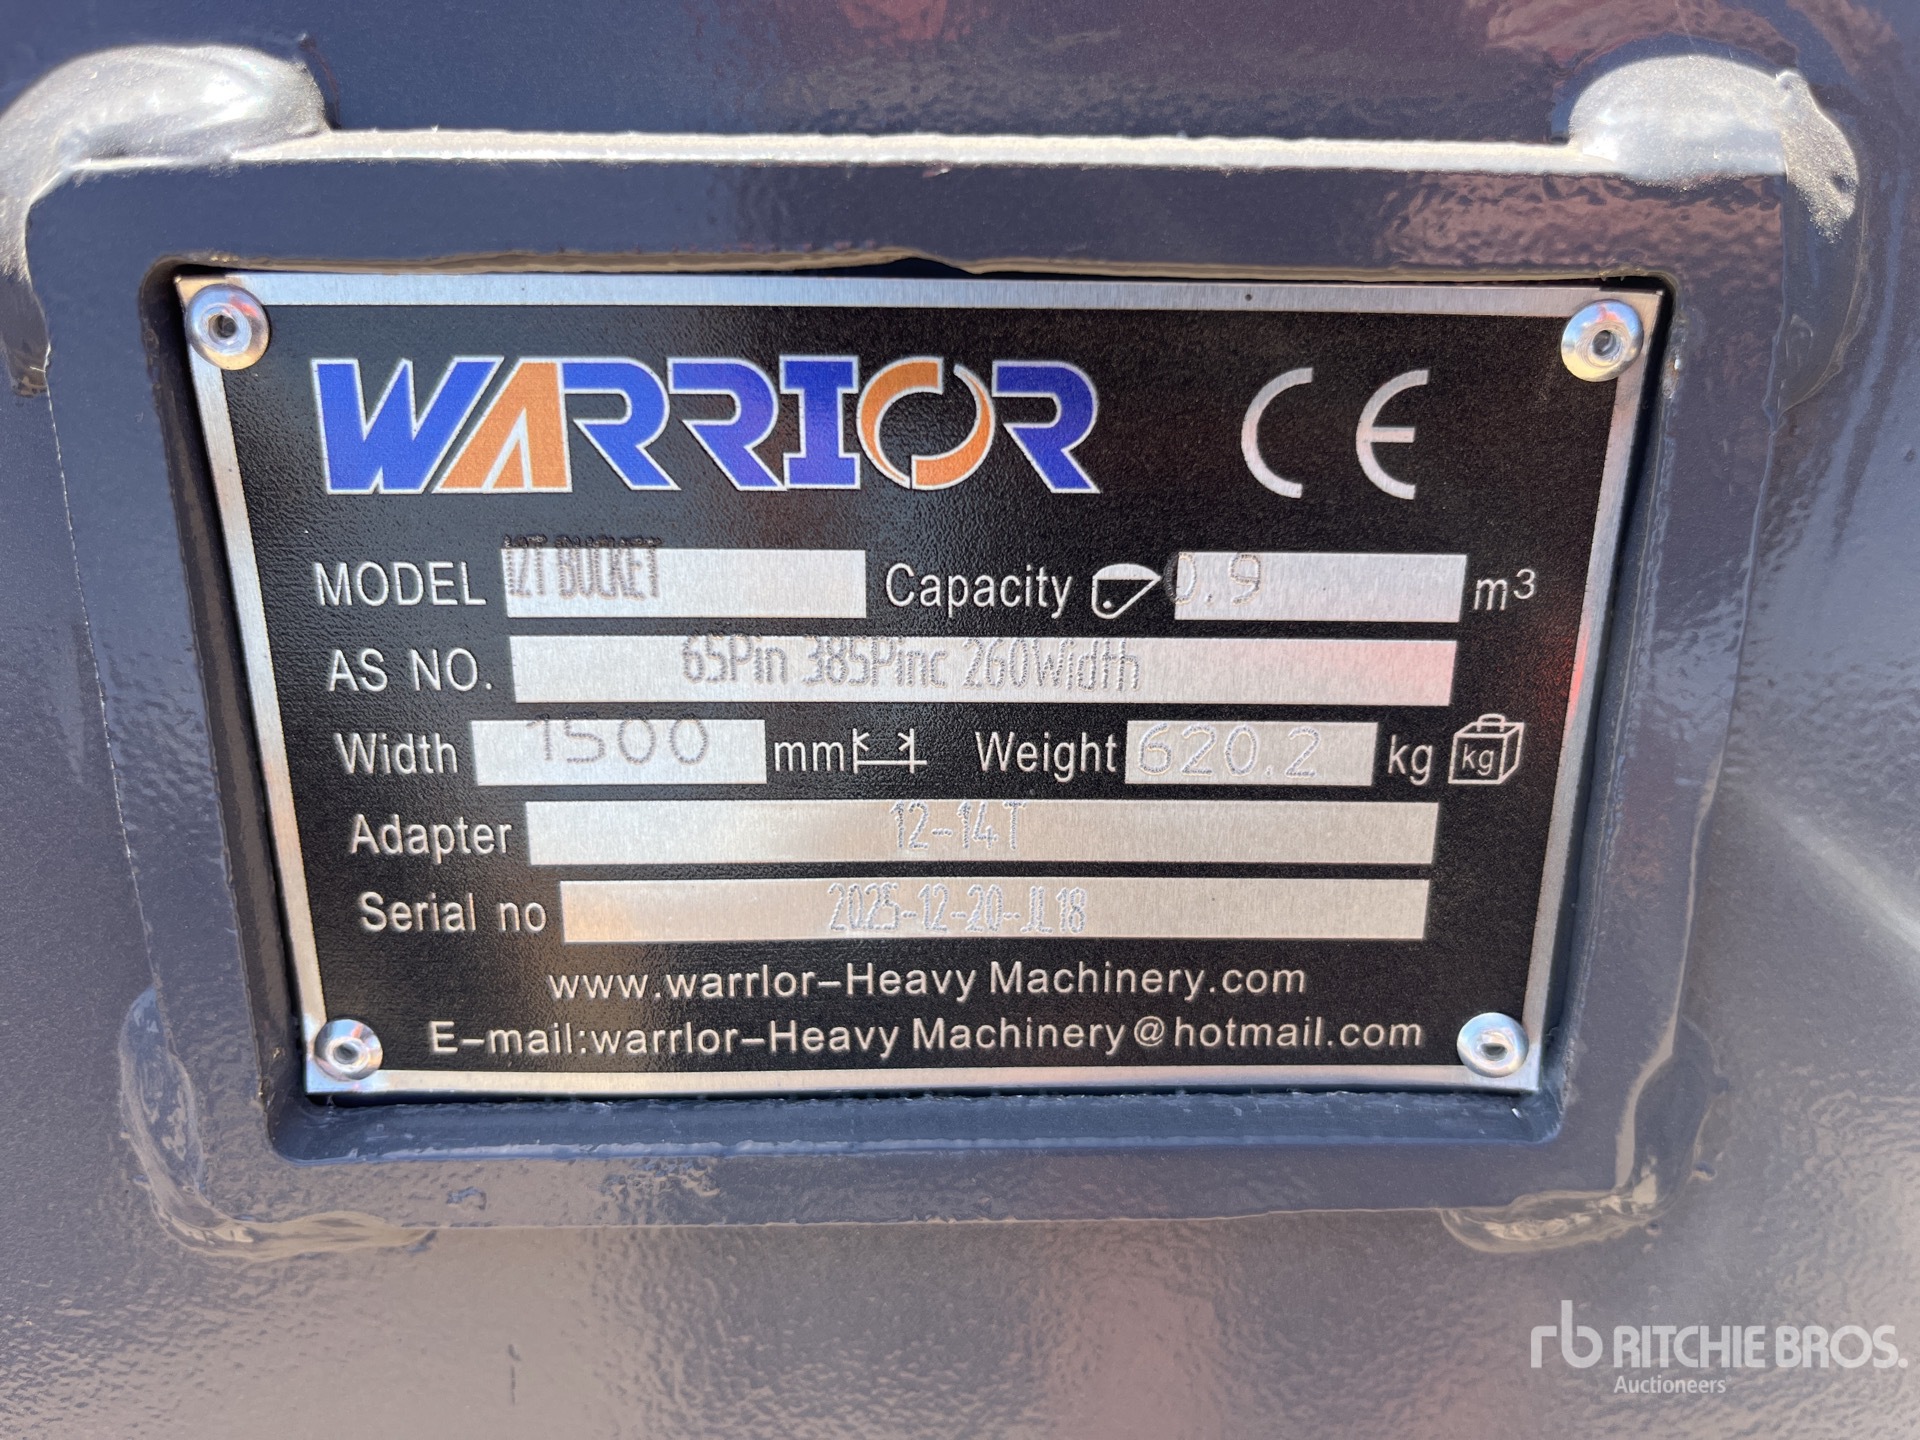 WARRIOR CE
MODEL 12T BUCKET Capacity 0.9 m³
AS NO. 65Pin 385Pinc 260Width
Width 1500 mm Weight 620.2 kg kg
Adapter 12-14T
Serial no 2025-12-20-JL18
www.warrlor-Heavy Machinery.com
E-mail:warrlor-Heavy Machinery@hotmail.com
rb RITCHIE BROS.
Auctioneers